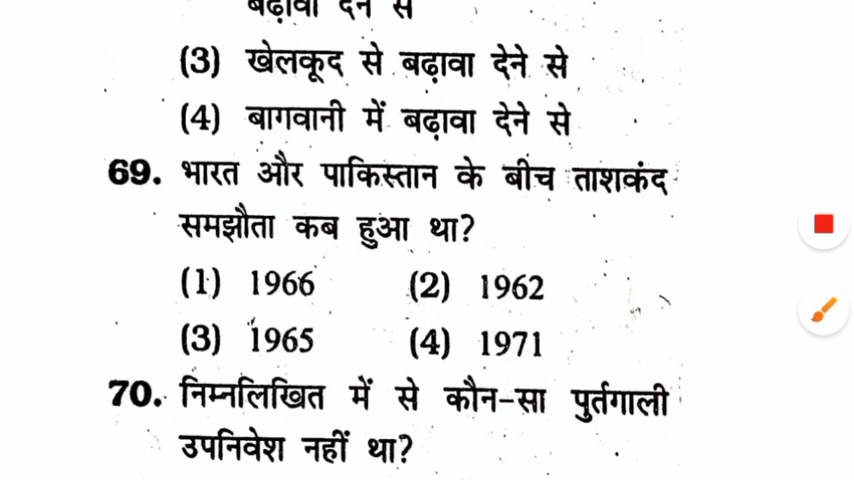 बढ़ावा देने से
(3) खेलकूद से बढ़ावा देने से
(4) बागवानी में बढ़ावा देने से
69. भारत और पाकिस्तान के बीच ताशकंद
समझौता कब हुआ था?
(1) 1966 (2) 1962
(3) 1965 (4) 1971
70. निम्नलिखित में से कौन-सा पुर्तगाली
उपनिवेश नहीं था?